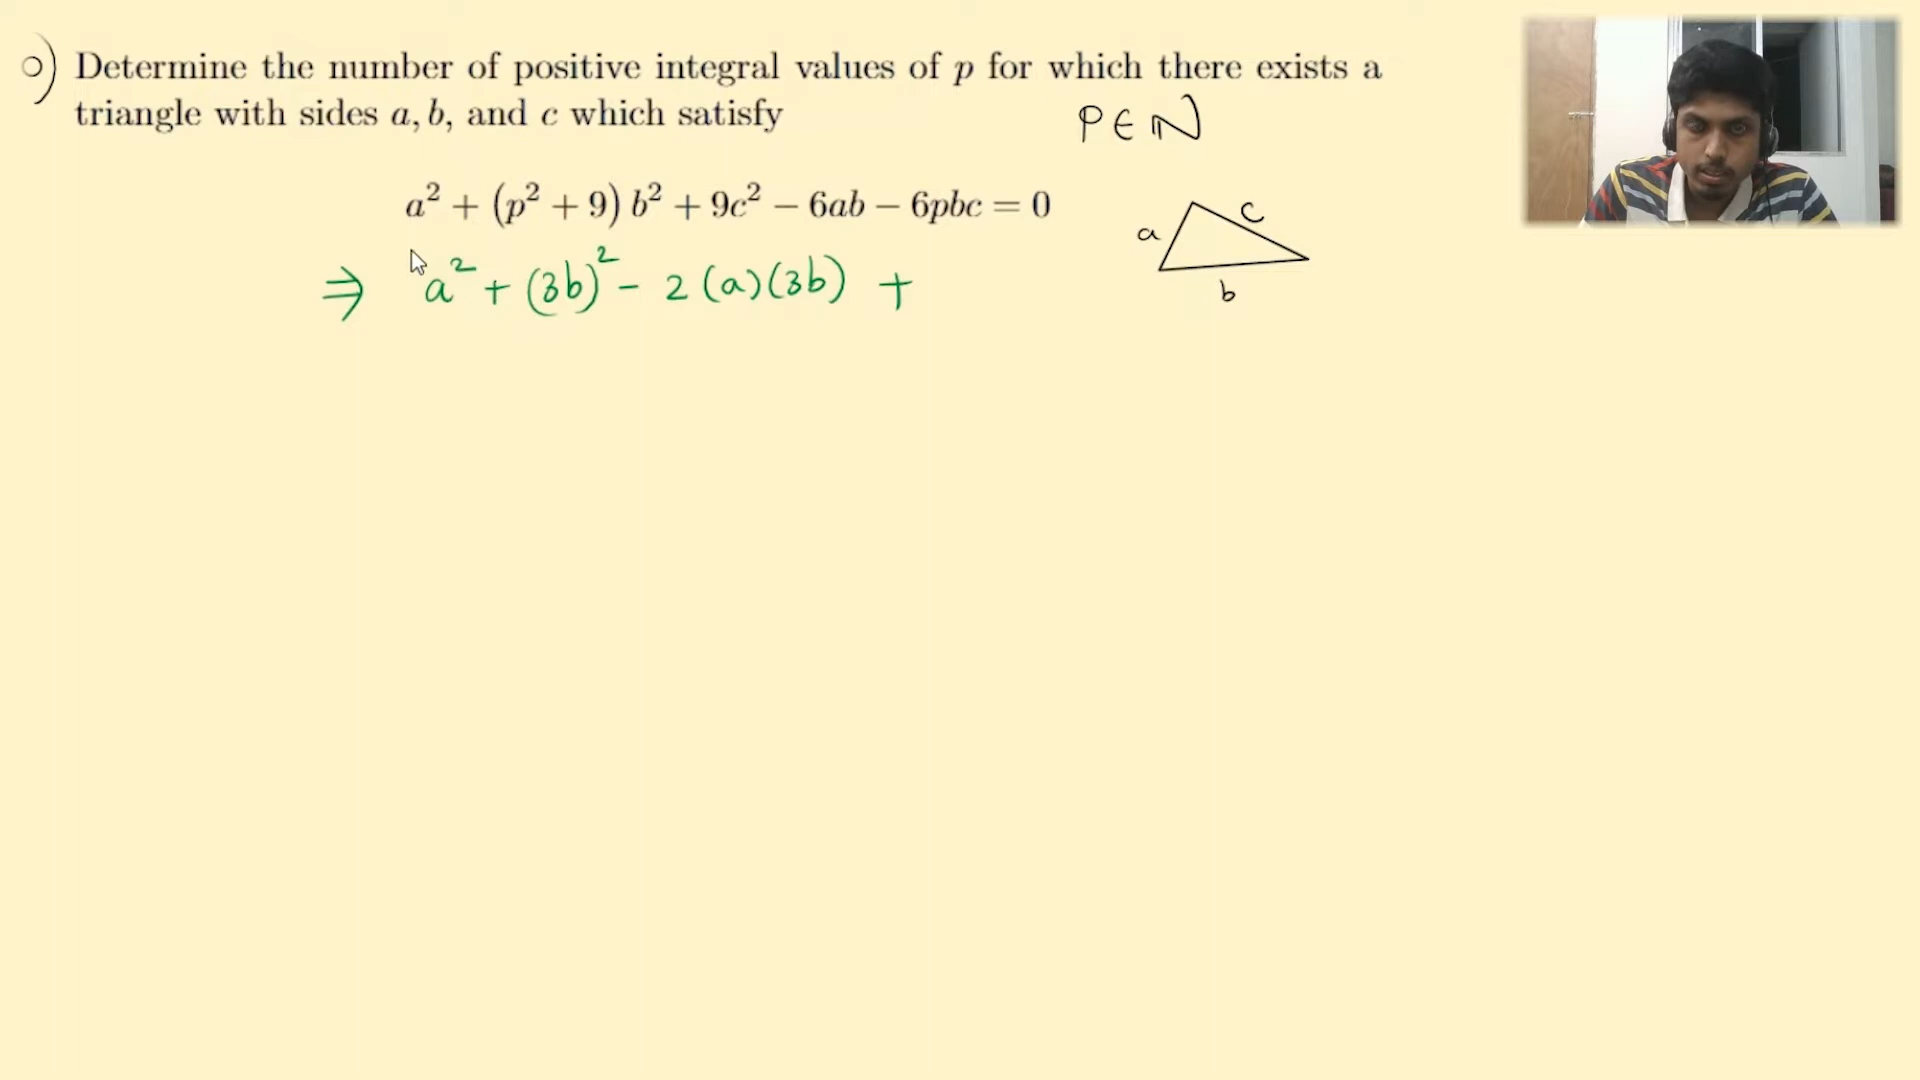 ०) Determine the number of positive integral values of p for which there exists a
triangle with sides a, b, and c which satisfy
P ∈ ℕ
a² + (p² + 9) b² + 9c² − 6ab − 6pbc = 0
⇒ a² + (3b)² − 2 (a)(3b) +
a
c
b